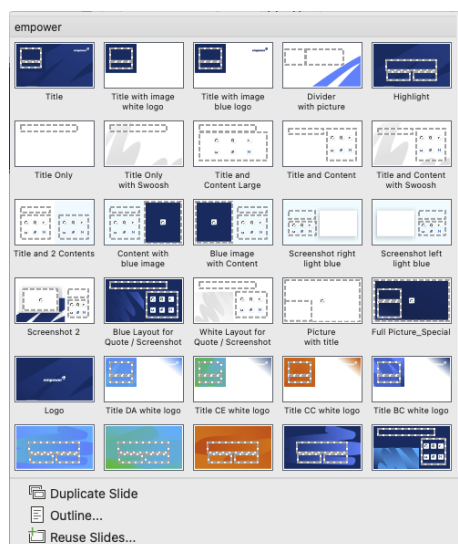 empower
Title
Title with image
white logo
Title with image
blue logo
Divider
with picture
Highlight
Title Only
Title Only
with Swoosh
Title and
Content Large
Title and Content
Title and Content
with Swoosh
Title and 2 Contents
Content with
blue image
Blue image
with Content
Screenshot right
light blue
Screenshot left
light blue
Screenshot 2
Blue Layout for
Quote / Screenshot
White Layout for
Quote / Screenshot
Picture
with title
Full Picture_Special
empower
Logo
Title DA white logo
Title CE white logo
Title CC white logo
Title BC white logo
Duplicate Slide
Outline...
Reuse Slides...